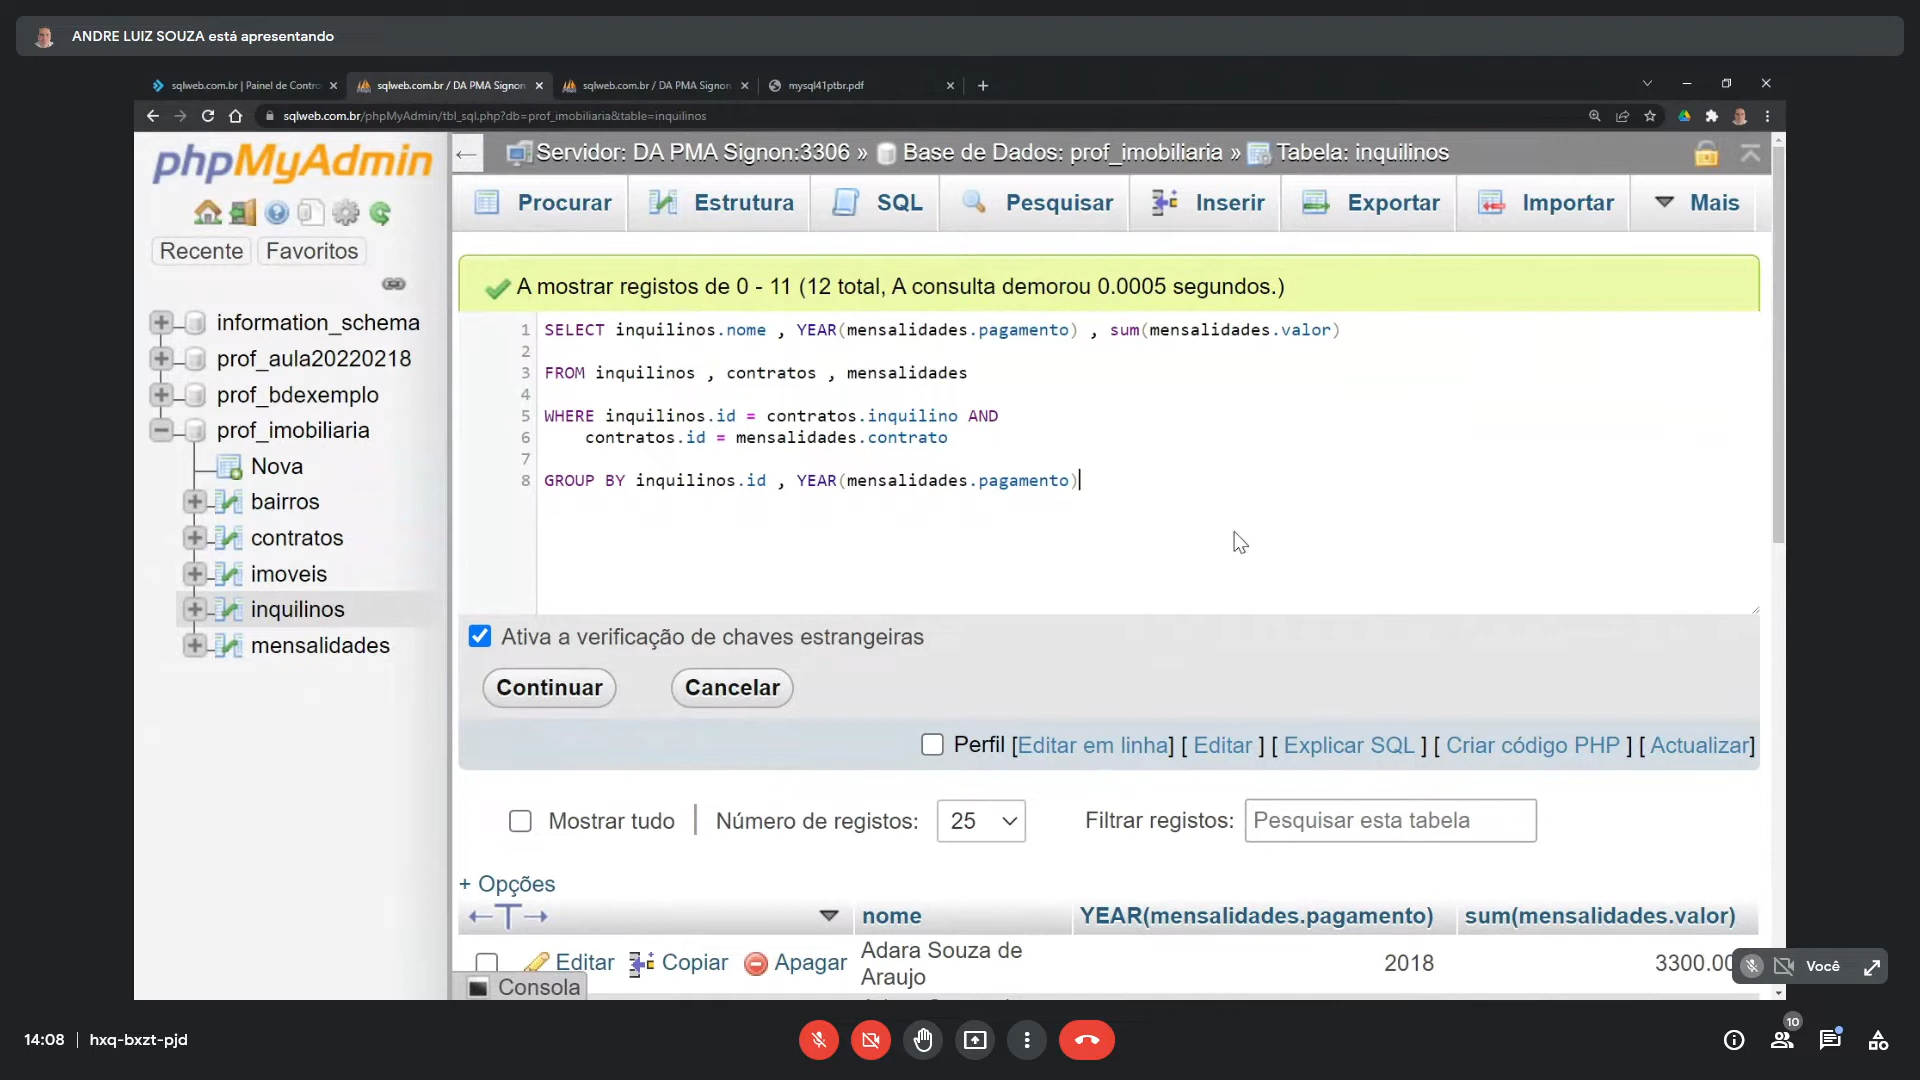 ANDRE LUIZ SOUZA está apresentando
sqlweb.com.br | Painel de Contro
sqlweb.com.br / DA PMA Signon
sqlweb.com.br / DA PMA Signon
mysql41ptbr.pdf
sqlweb.com.br/phpMyAdmin/tbl_sql.php?db=prof_imobiliaria&table=inquilinos
phpMyAdmin
Recente
Favoritos
information_schema
prof_aula20220218
prof_bdexemplo
prof_imobiliaria
Nova
bairros
contratos
imoveis
inquilinos
mensalidades
Servidor: DA PMA Signon:3306 » Base de Dados: prof_imobiliaria » Tabela: inquilinos
Procurar
Estrutura
SQL
Pesquisar
Inserir
Exportar
Importar
Mais
A mostrar registos de 0 - 11 (12 total, A consulta demorou 0.0005 segundos.)
1 SELECT inquilinos.nome , YEAR(mensalidades.pagamento) , sum(mensalidades.valor)
2
3 FROM inquilinos , contratos , mensalidades
4
5 WHERE inquilinos.id = contratos.inquilino AND
6 contratos.id = mensalidades.contrato
7
8 GROUP BY inquilinos.id , YEAR(mensalidades.pagamento)
Ativa a verificação de chaves estrangeiras
Continuar
Cancelar
Perfil [Editar em linha] [ Editar ] [ Explicar SQL ] [ Criar código PHP ] [ Actualizar]
Mostrar tudo
Número de registos: 25
Filtrar registos: Pesquisar esta tabela
+ Opções
nome
YEAR(mensalidades.pagamento)
sum(mensalidades.valor)
Editar
Copiar
Apagar
Adara Souza de
Araujo
2018
3300.00
Consola
Você
14:08
hxq-bxzt-pjd
10